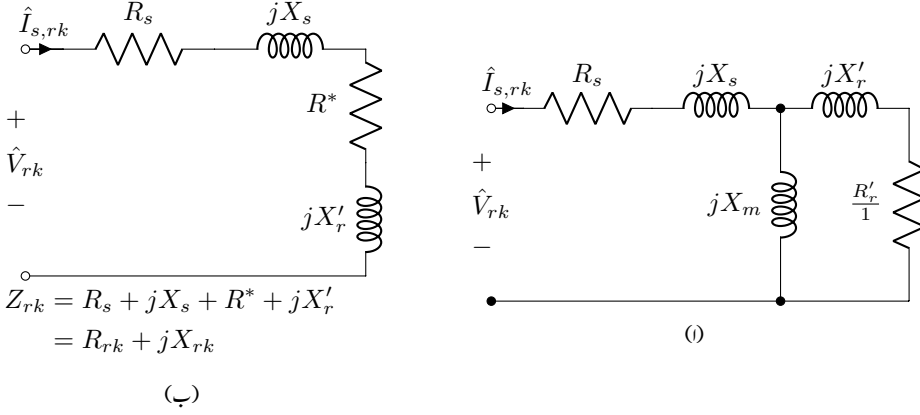 Î_{s,rk}
R_s
jX_s
R*
+
V̂_{rk}
−
jX'_r
Z_{rk} = R_s + jX_s + R* + jX'_r
= R_{rk} + jX_{rk}
(ب)
Î_{s,rk}
R_s
jX_s
jX'_r
+
V̂_{rk}
−
jX_m
R'_r/1
(ا)